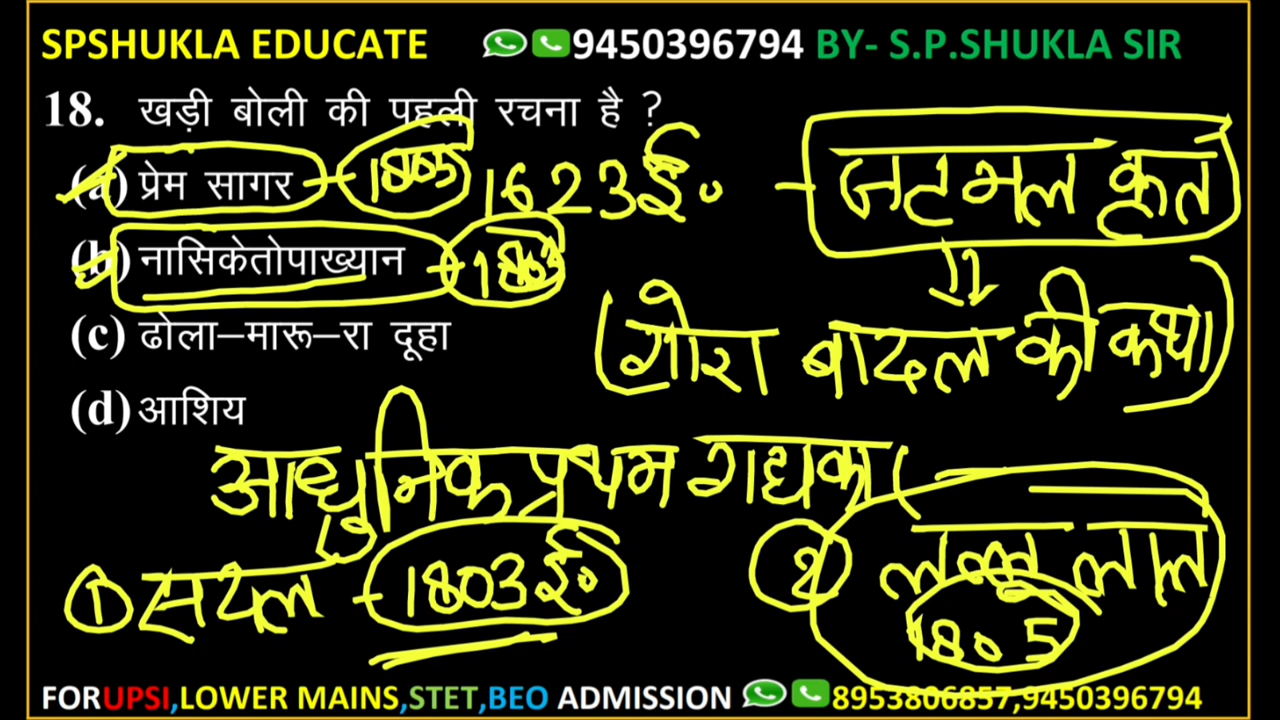 SPSHUKLA EDUCATE 9450396794 BY- S.P.SHUKLA SIR
18. खड़ी बोली की पहली रचना है ?
(a) प्रेम सागर - 1805 1623ई० - जटमल कृत
(b) नासिकेतोपाख्यान - 1803
(c) ढोला–मारू–रा दूहा
गोरा बादल की कथा
(d) आशिय
आधुनिक प्रथम गद्यकार
1 सदल - 1803ई० 2 लल्लू लाल
1805
FORUPSI,LOWER MAINS,STET,BEO ADMISSION 8953806857,9450396794